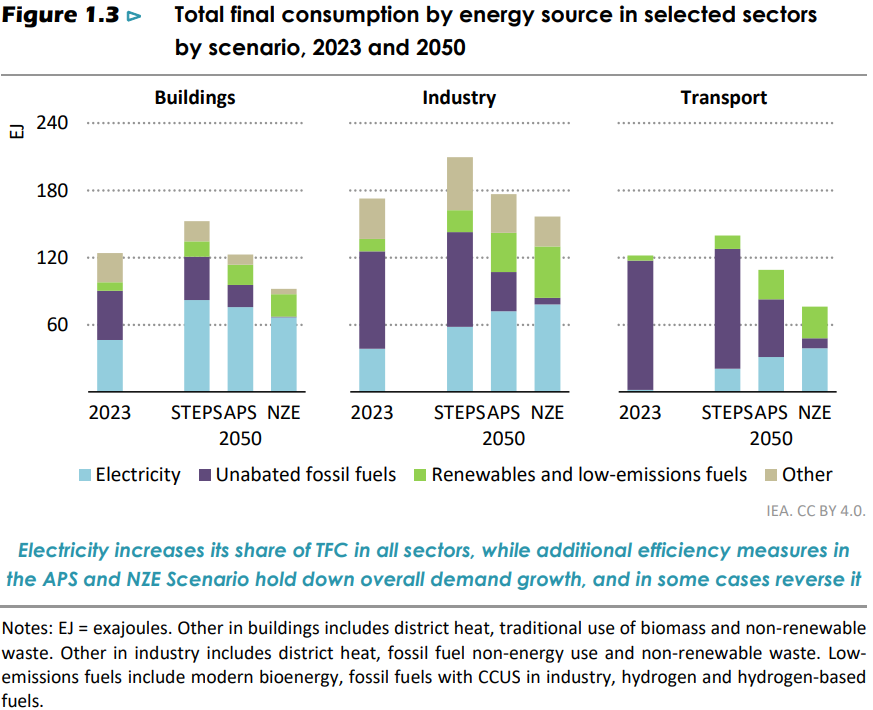 Figure 1.3 ⊳ Total final consumption by energy source in selected sectors
by scenario, 2023 and 2050
Buildings Industry Transport
EJ
240
180
120
60
2023 STEPS APS NZE 2023 STEPS APS NZE 2023 STEPS APS NZE
2050 2050 2050
Electricity Unabated fossil fuels Renewables and low-emissions fuels Other
IEA. CC BY 4.0.
Electricity increases its share of TFC in all sectors, while additional efficiency measures in
the APS and NZE Scenario hold down overall demand growth, and in some cases reverse it
Notes: EJ = exajoules. Other in buildings includes district heat, traditional use of biomass and non-renewable
waste. Other in industry includes district heat, fossil fuel non-energy use and non-renewable waste. Low-
emissions fuels include modern bioenergy, fossil fuels with CCUS in industry, hydrogen and hydrogen-based
fuels.